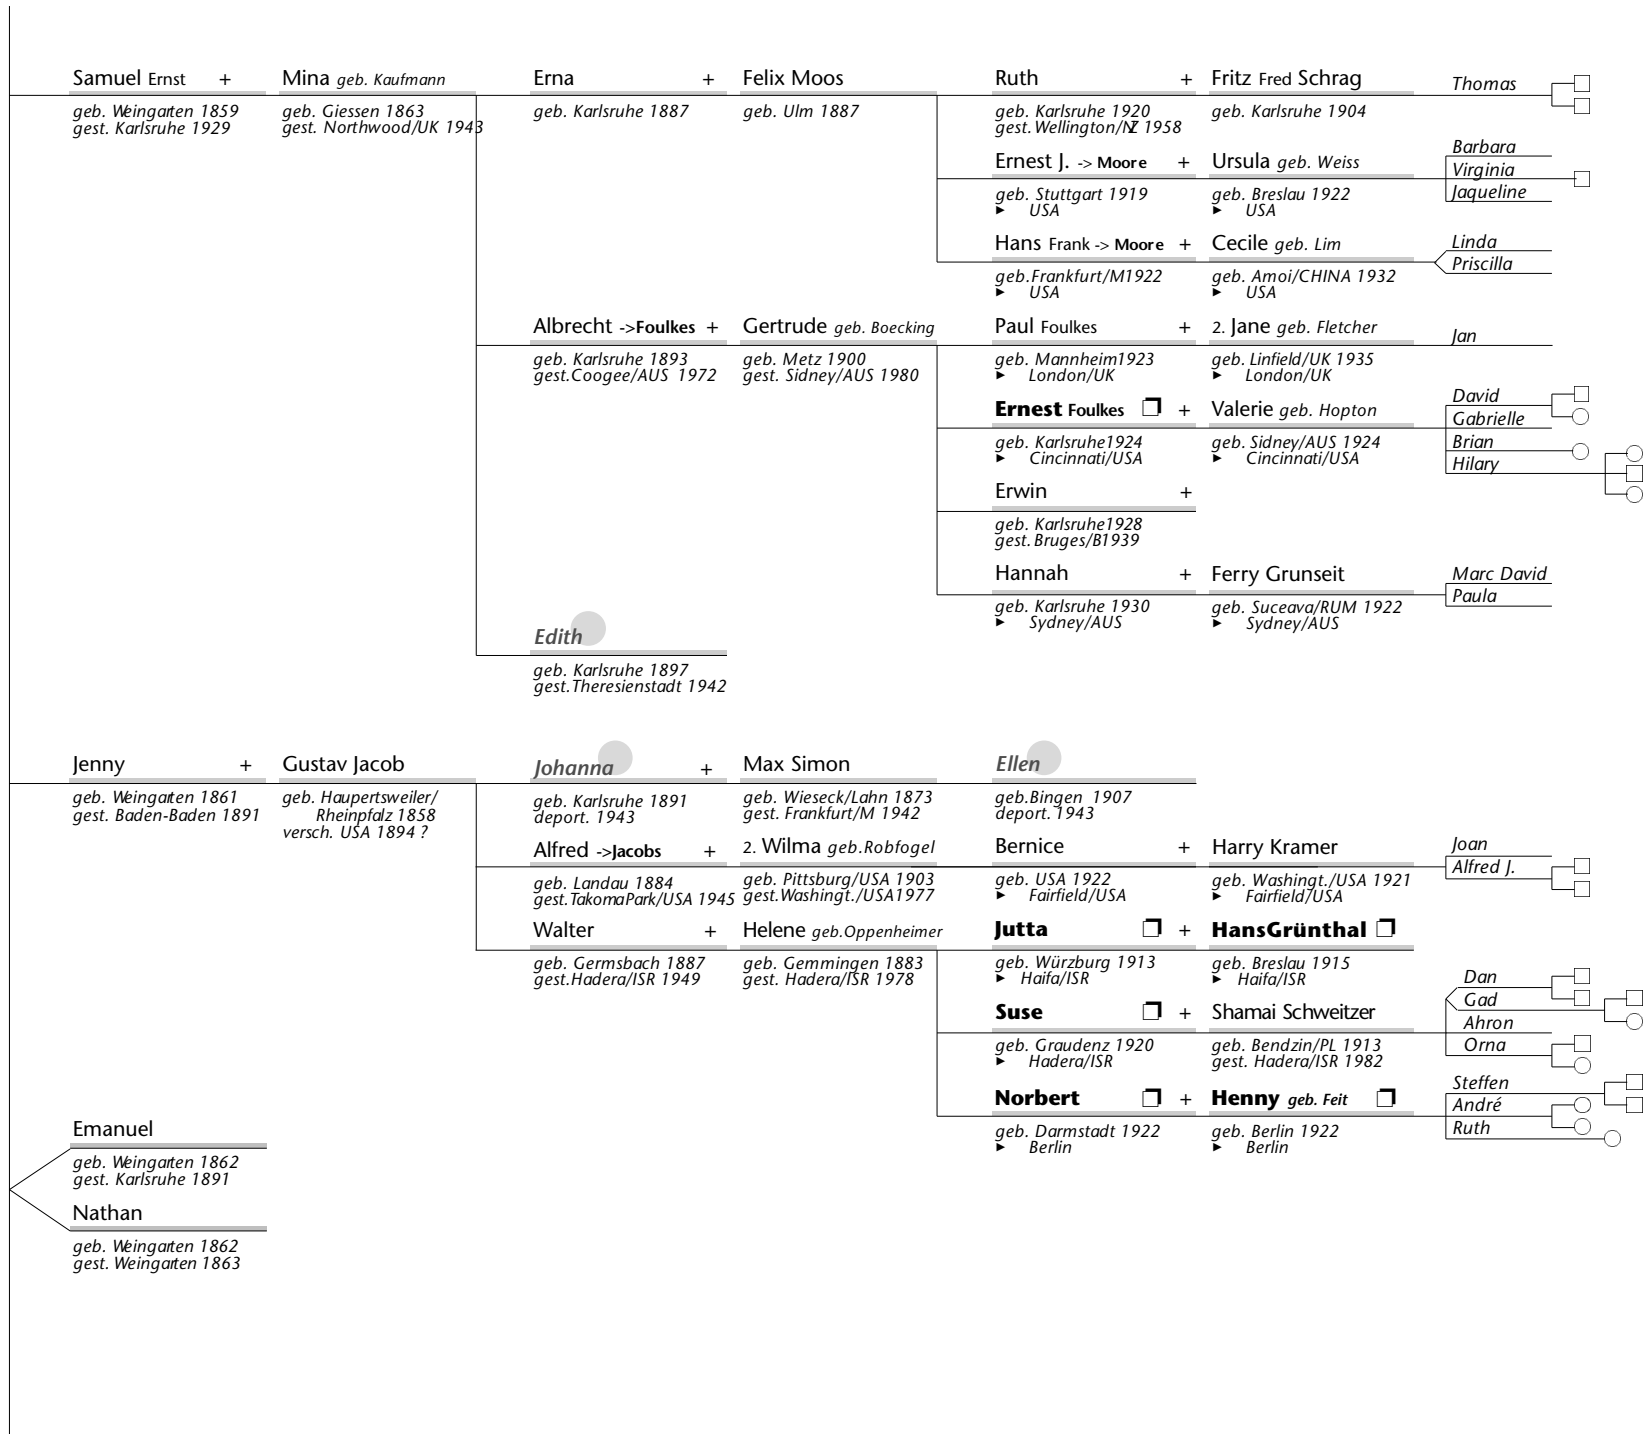 Samuel Ernst + Mina geb. Kaufmann
geb. Weingarten 1859
gest. Karlsruhe 1929
geb. Giessen 1863
gest. Northwood/UK 1943
Erna + Felix Moos
geb. Karlsruhe 1887
geb. Ulm 1887
Ruth + Fritz Fred Schrag
geb. Karlsruhe 1920
gest.Wellington/NZ 1958
geb. Karlsruhe 1904
Thomas
Ernest J. -> Moore + Ursula geb. Weiss
geb. Stuttgart 1919
► USA
geb. Breslau 1922
► USA
Barbara
Virginia
Jaqueline
Hans Frank -> Moore + Cecile geb. Lim
geb.Frankfurt/M1922
► USA
geb. Amoi/CHINA 1932
► USA
Linda
Priscilla
Albrecht ->Foulkes + Gertrude geb. Boecking
geb. Karlsruhe 1893
gest.Coogee/AUS 1972
geb. Metz 1900
gest. Sidney/AUS 1980
Paul Foulkes + 2. Jane geb. Fletcher
geb. Mannheim1923
► London/UK
geb. Linfield/UK 1935
► London/UK
Jan
Ernest Foulkes + Valerie geb. Hopton
geb. Karlsruhe1924
► Cincinnati/USA
geb. Sidney/AUS 1924
► Cincinnati/USA
David
Gabrielle
Brian
Hilary
Erwin +
geb. Karlsruhe1928
gest.Bruges/B1939
Hannah + Ferry Grunseit
geb. Karlsruhe 1930
► Sydney/AUS
geb. Suceava/RUM 1922
► Sydney/AUS
Marc David
Paula
Edith
geb. Karlsruhe 1897
gest.Theresienstadt 1942
Jenny + Gustav Jacob
geb. Weingarten 1861
gest. Baden-Baden 1891
geb. Haupertsweiler/
Rheinpfalz 1858
versch. USA 1894 ?
Johanna + Max Simon
geb. Karlsruhe 1891
deport. 1943
geb. Wieseck/Lahn 1873
gest. Frankfurt/M 1942
Ellen
geb.Bingen 1907
deport. 1943
Alfred ->Jacobs + 2. Wilma geb.Robfogel
geb. Landau 1884
gest.TakomaPark/USA 1945
geb. Pittsburg/USA 1903
gest.Washingt./USA1977
Bernice + Harry Kramer
geb. USA 1922
► Fairfield/USA
geb. Washingt./USA 1921
► Fairfield/USA
Joan
Alfred J.
Walter + Helene geb.Oppenheimer
geb. Germsbach 1887
gest.Hadera/ISR 1949
geb. Gemmingen 1883
gest. Hadera/ISR 1978
Jutta + HansGrünthal
geb. Würzburg 1913
► Haifa/ISR
geb. Breslau 1915
► Haifa/ISR
Suse + Shamai Schweitzer
geb. Graudenz 1920
► Hadera/ISR
geb. Bendzin/PL 1913
gest. Hadera/ISR 1982
Dan
Gad
Ahron
Orna
Norbert + Henny geb. Feit
geb. Darmstadt 1922
► Berlin
geb. Berlin 1922
► Berlin
Steffen
André
Ruth
Emanuel
geb. Weingarten 1862
gest. Karlsruhe 1891
Nathan
geb. Weingarten 1862
gest. Weingarten 1863